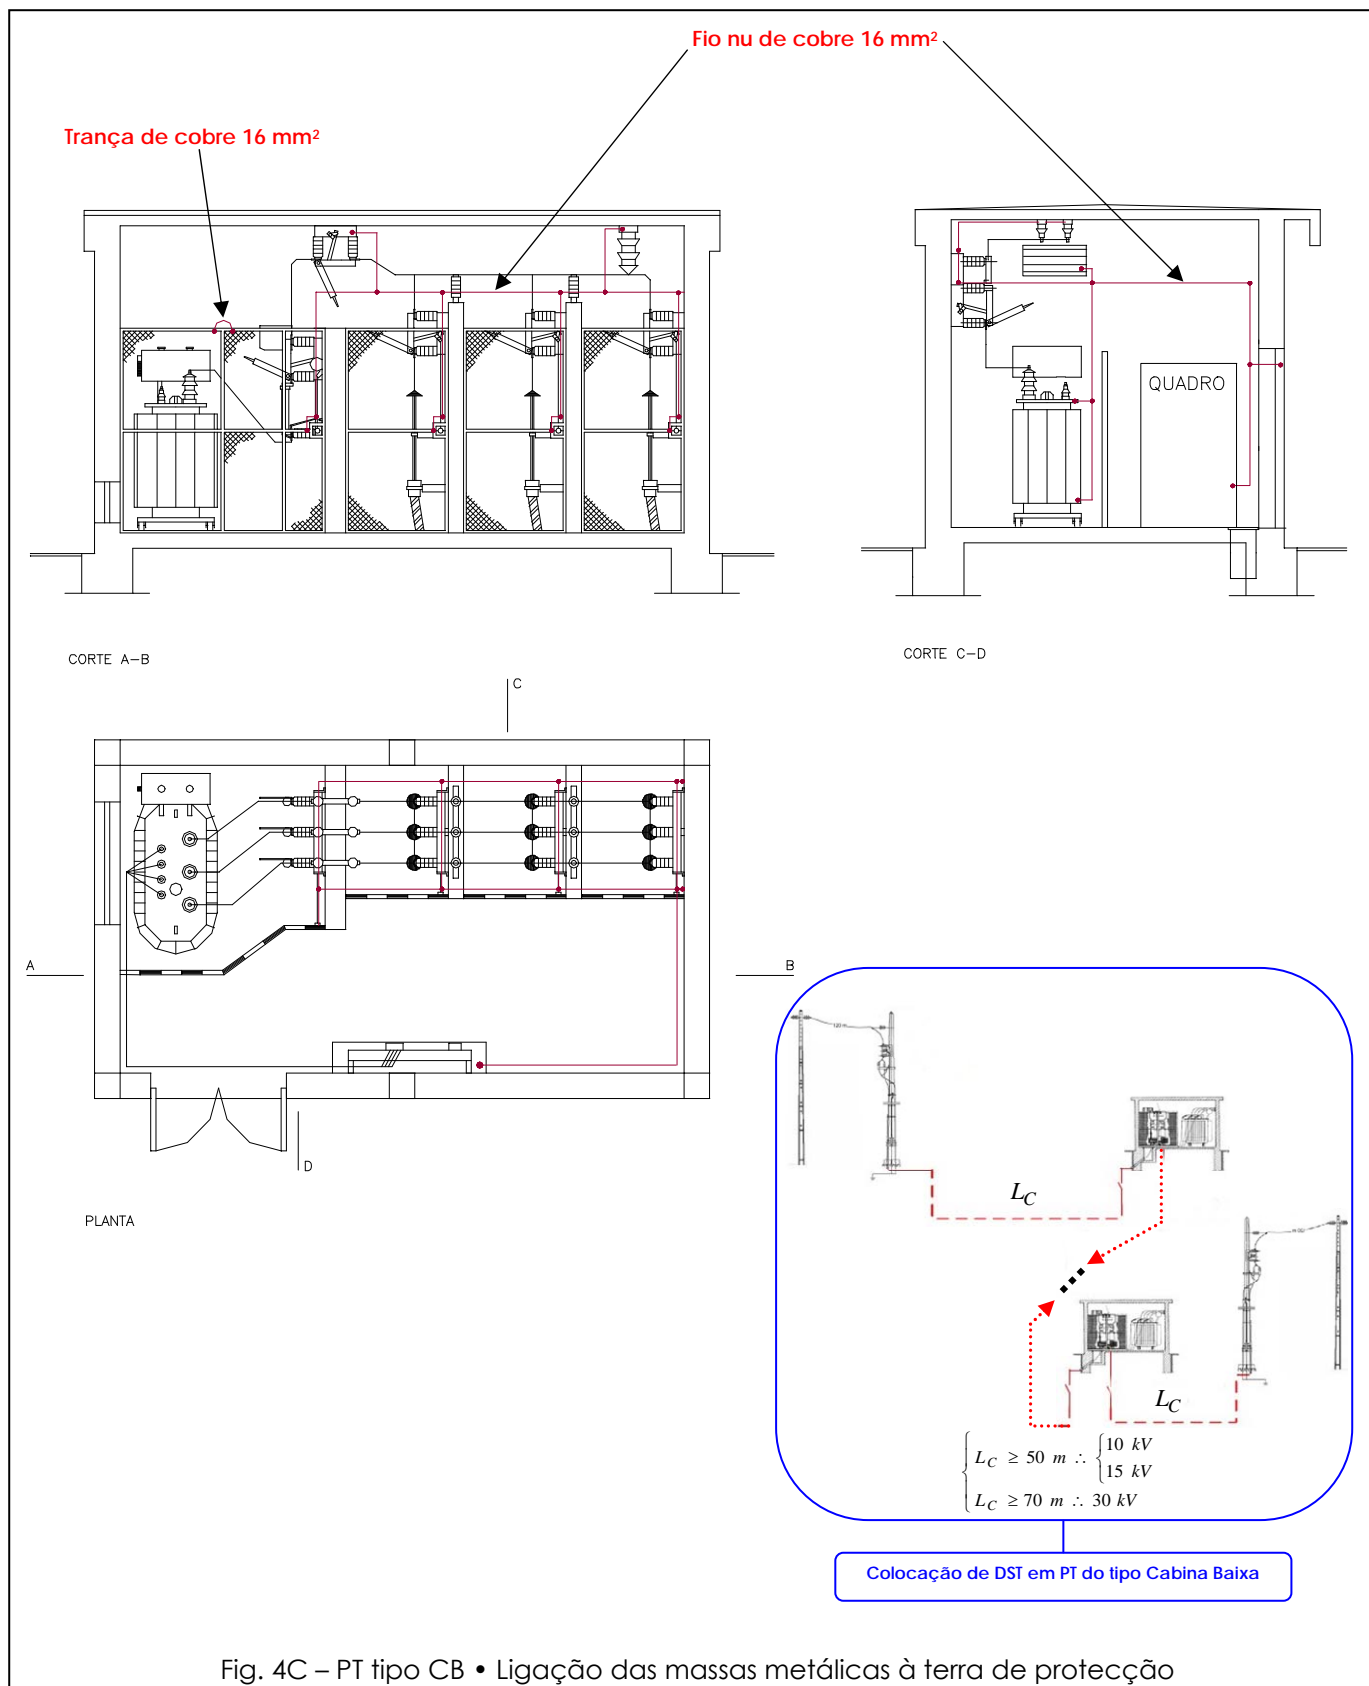 Fio nu de cobre 16 mm²
Trança de cobre 16 mm²
QUADRO
CORTE A-B
CORTE C-D
C
A
B
D
PLANTA
120 m
L_C
L_C
L_C ≥ 50 m ∴ { 10 kV
15 kV
L_C ≥ 70 m ∴ 30 kV
Colocação de DST em PT do tipo Cabina Baixa
Fig. 4C – PT tipo CB • Ligação das massas metálicas à terra de protecção